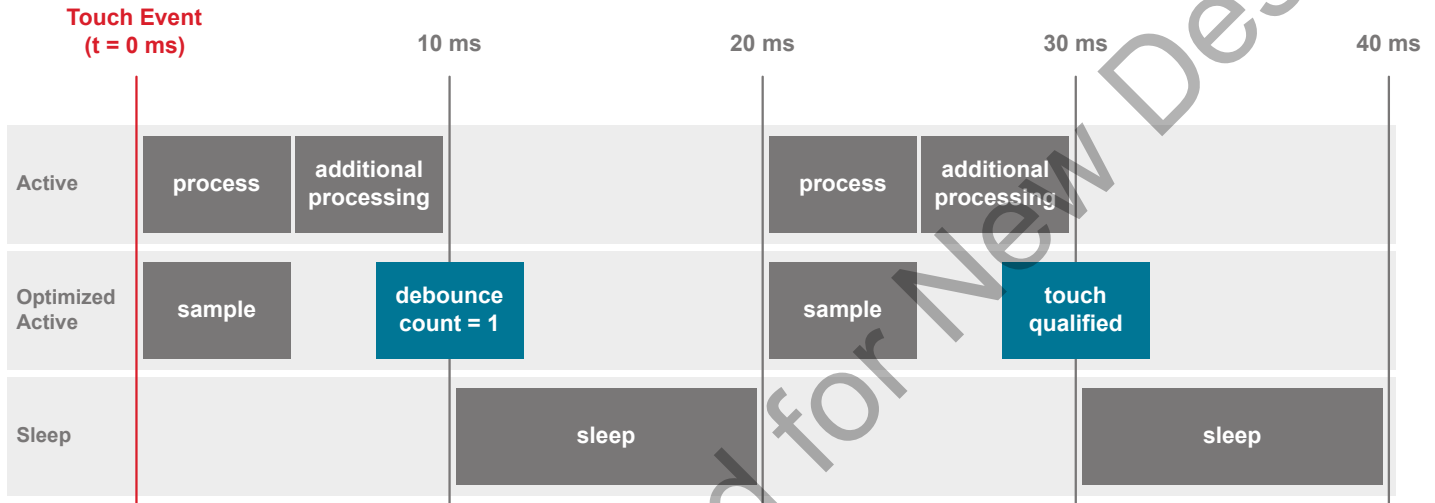 Touch Event
(t = 0 ms)
10 ms
20 ms
30 ms
40 ms
Active
process
additional
processing
process
additional
processing
Optimized
Active
sample
debounce
count = 1
sample
touch
qualified
Sleep
sleep
sleep
for New